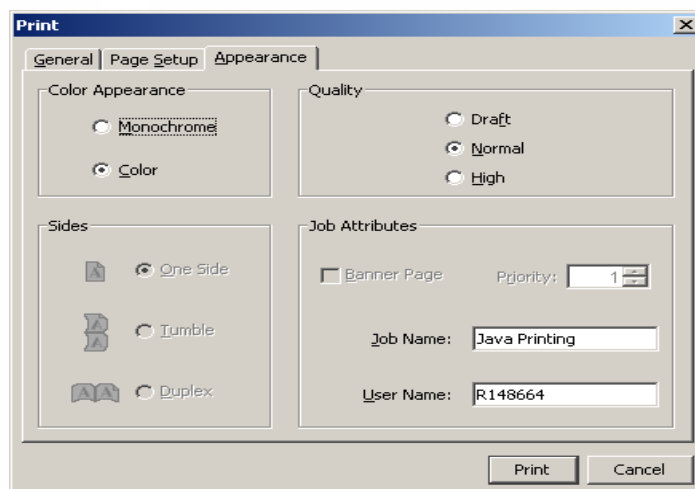 Print
General Page Setup Appearance
Color Appearance
Monochrome
Color
Quality
Draft
Normal
High
Sides
A One Side
A A Tumble
A A Duplex
Job Attributes
Banner Page Priority: 1
Job Name: Java Printing
User Name: R148664
Print Cancel